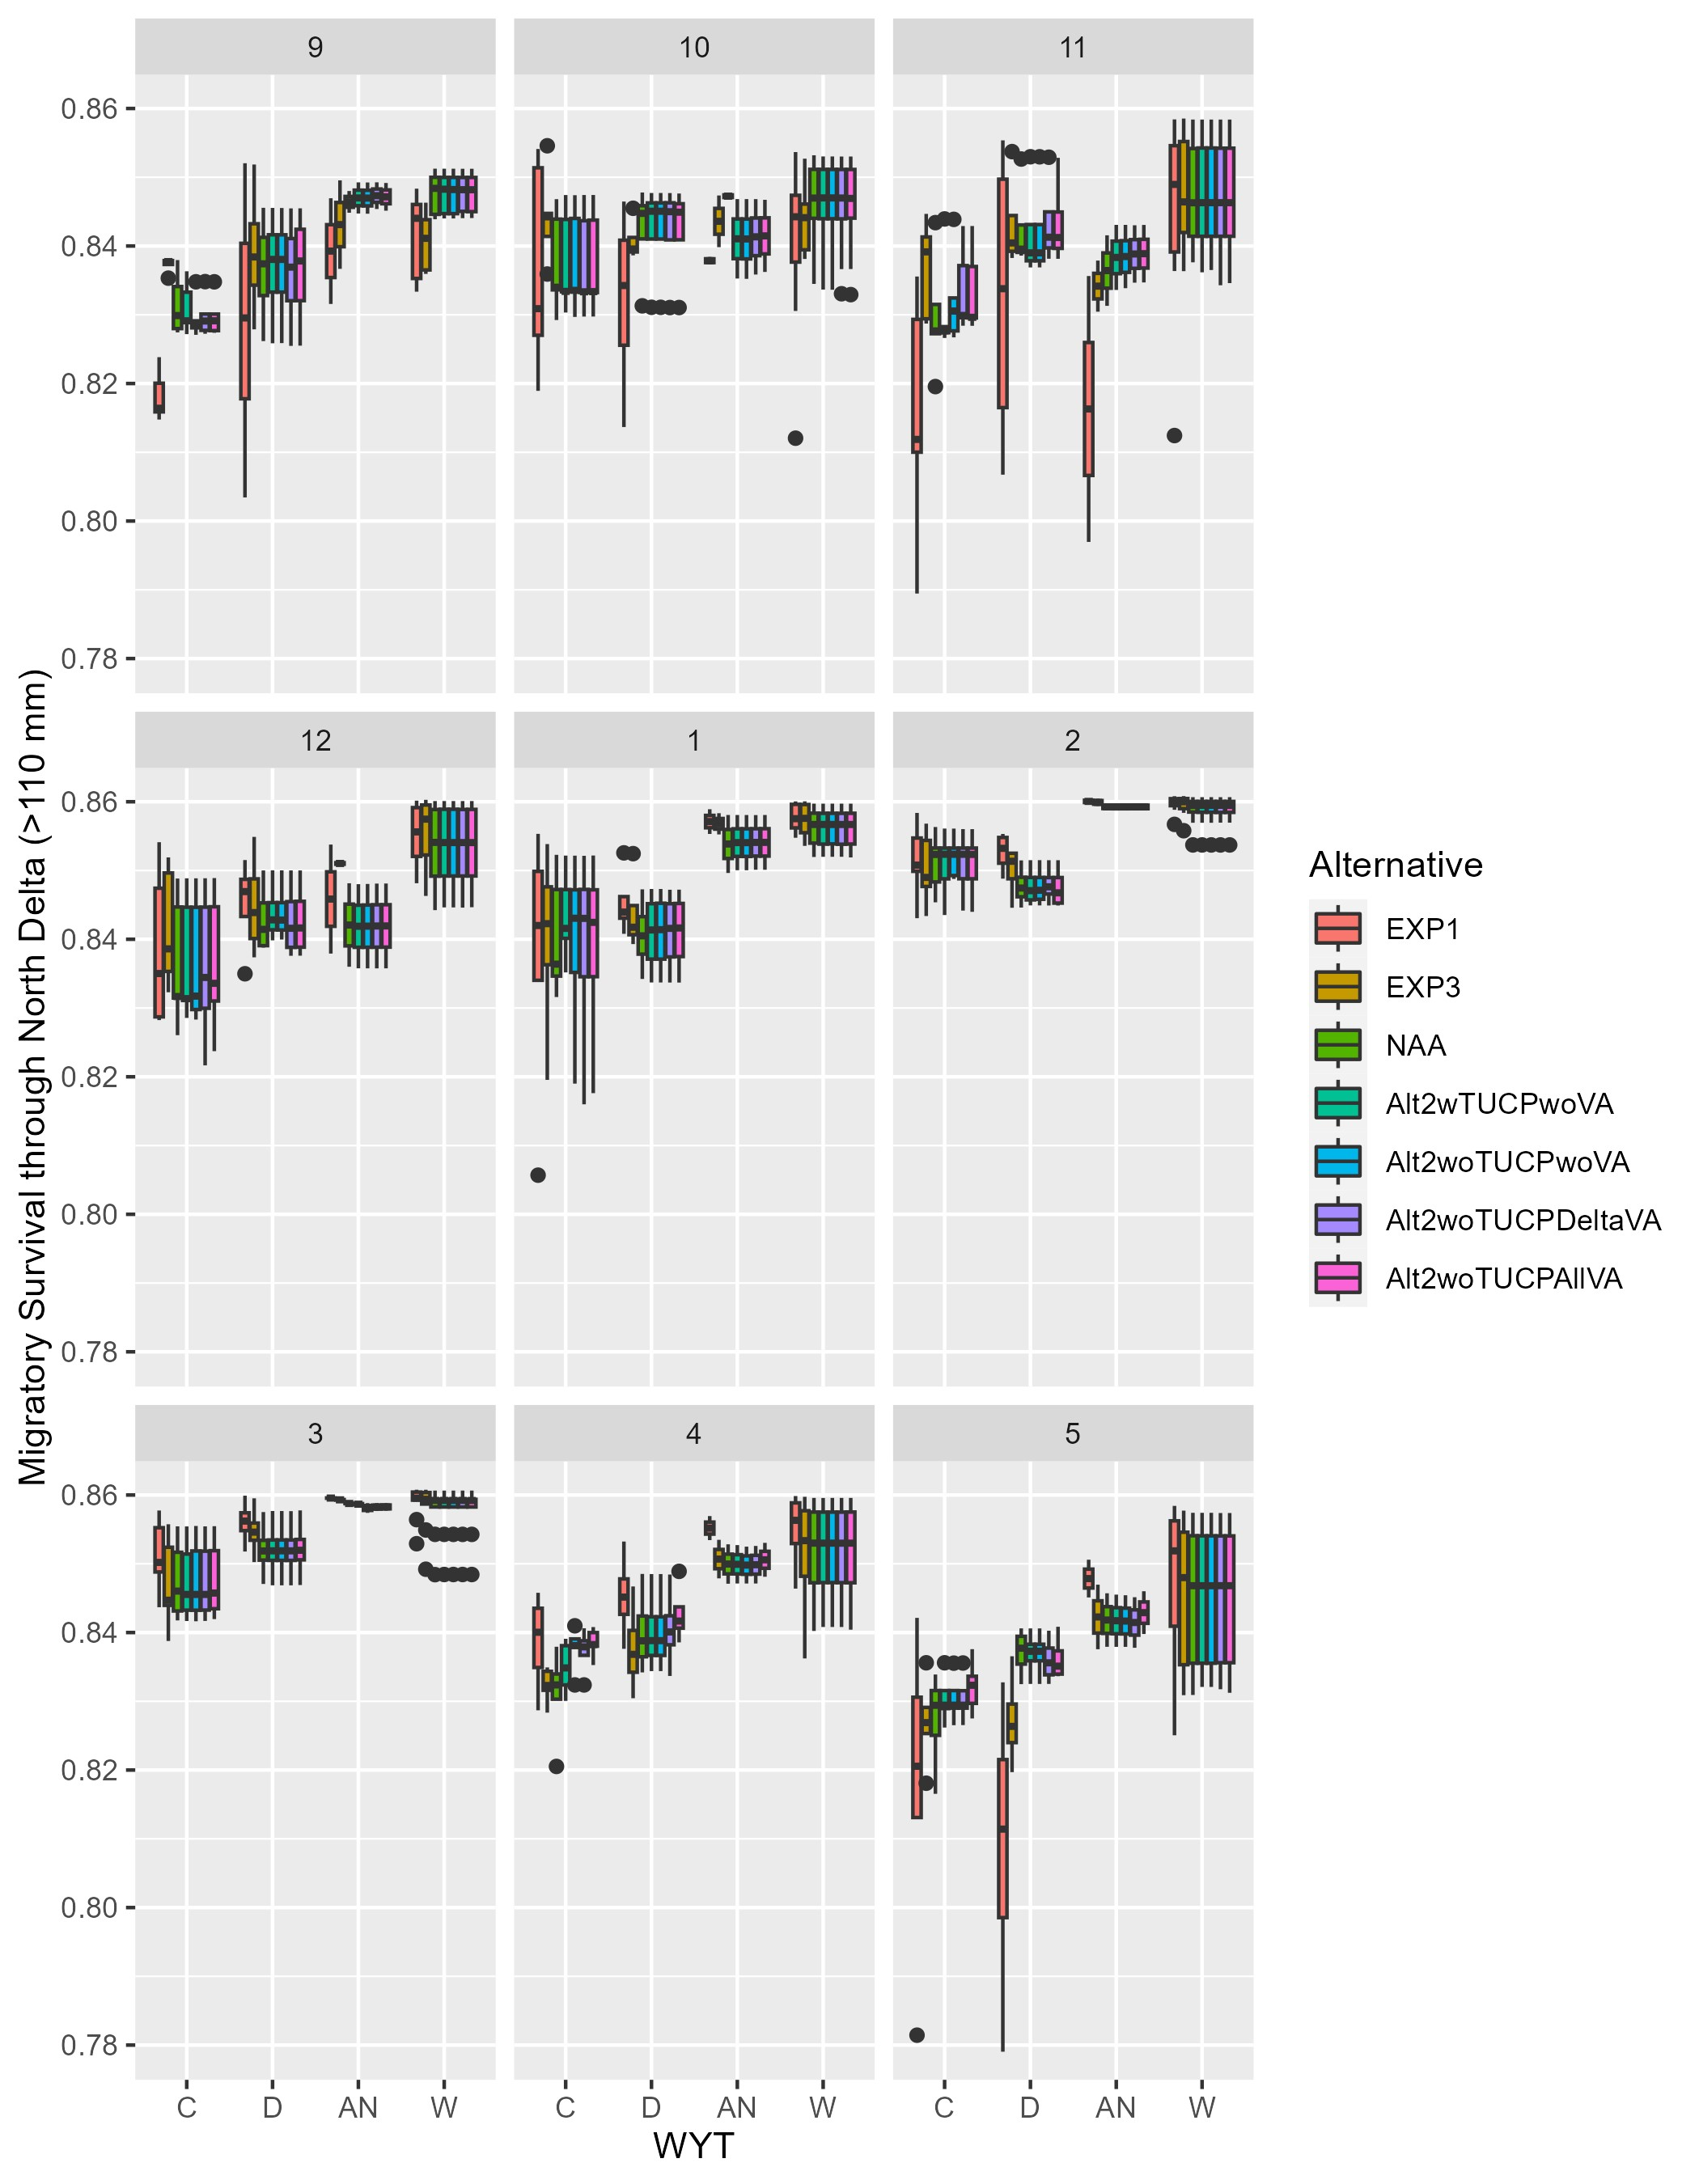 9
10
11
0.86
0.84
0.82
0.80
0.78
12
1
2
0.86
0.84
0.82
0.80
0.78
3
4
5
0.86
0.84
0.82
0.80
0.78
C D AN W
C D AN W
C D AN W
WYT
Migratory Survival through North Delta (>110 mm)
Alternative
EXP1
EXP3
NAA
Alt2wTUCPwoVA
Alt2woTUCPwoVA
Alt2woTUCPDeltaVA
Alt2woTUCPAllVA